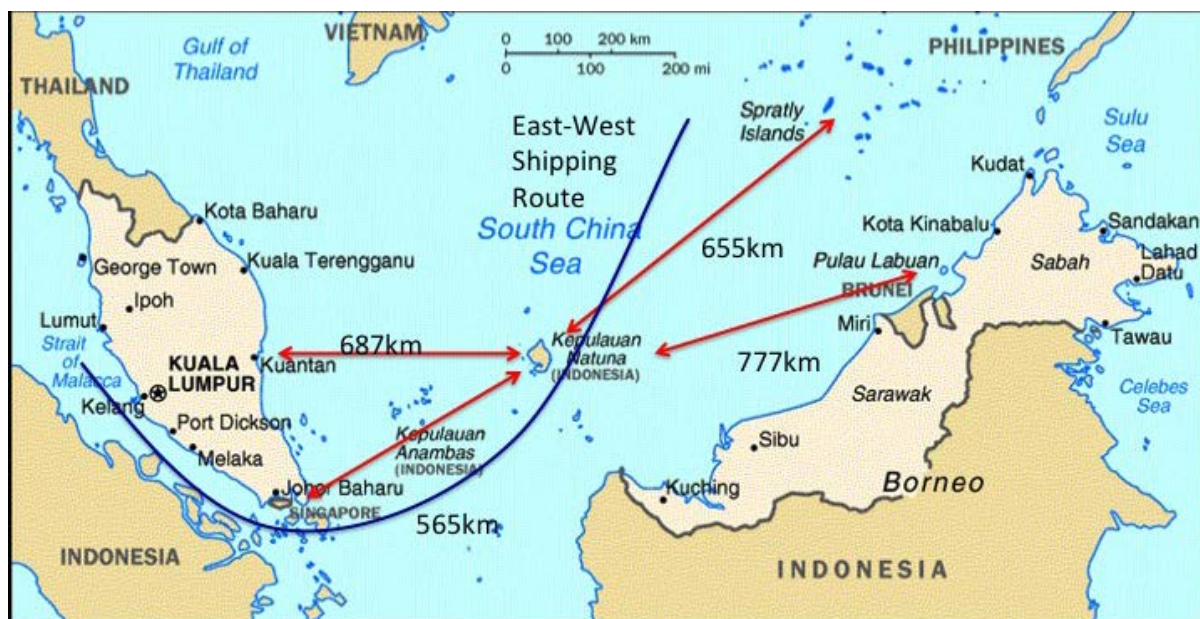 VIETNAM
Gulf of
Thailand
THAILAND
0 100 200 km
0 100 200 mi
PHILIPPINES
Spratly
Islands
Sulu
Sea
East-West
Shipping
Route
South China
Sea
Kudat
Kota Baharu
Kota Kinabalu
Sandakan
655km
George Town
Kuala Terengganu
Pulau Labuan
Sabah
Lahad
Datu
BRUNEI
Ipoh
Lumut
Miri
Tawau
Strait
of
Malacca
687km
Kuantan
Kepulauan
Natuna
(INDONESIA)
777km
KUALA
LUMPUR
Kelang
Celebes
Sea
Sarawak
Port Dickson
Melaka
Kepulauan
Anambas
(INDONESIA)
Sibu
Borneo
Johor Baharu
SINGAPORE
Kuching
565km
INDONESIA
INDONESIA